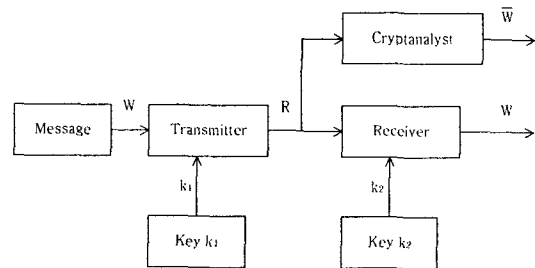 W̅
Cryptanalyst
W
R
W
Message
Transmitter
Receiver
k₁
k₂
Key k₁
Key k₂